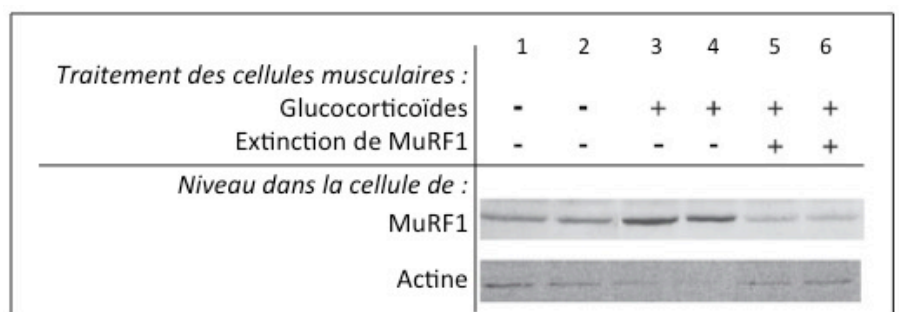 1 2 3 4 5 6
Traitement des cellules musculaires :
Glucocorticoïdes - - + + + +
Extinction de MuRF1 - - - - + +
Niveau dans la cellule de :
MuRF1
Actine